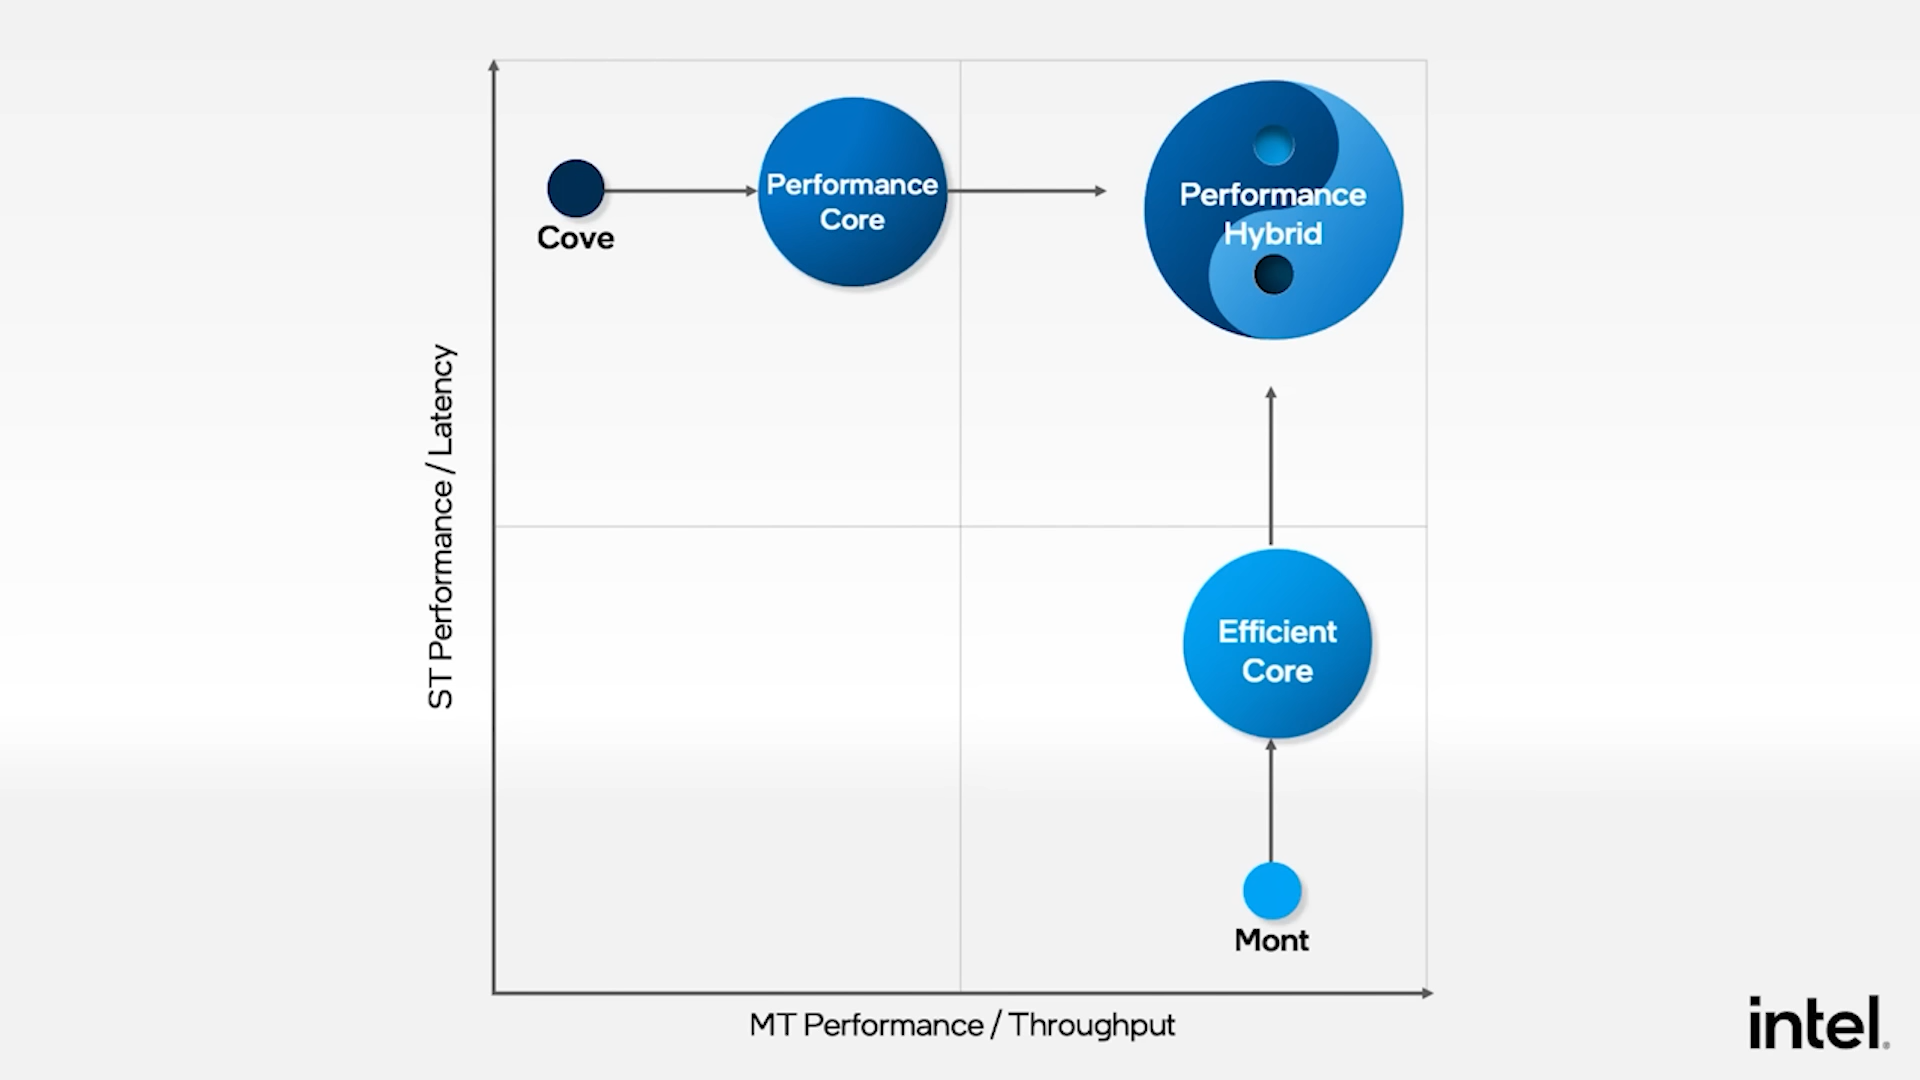 Performance
Core
Cove
Performance
Hybrid
ST Performance / Latency
Efficient
Core
Mont
MT Performance / Throughput
intel.